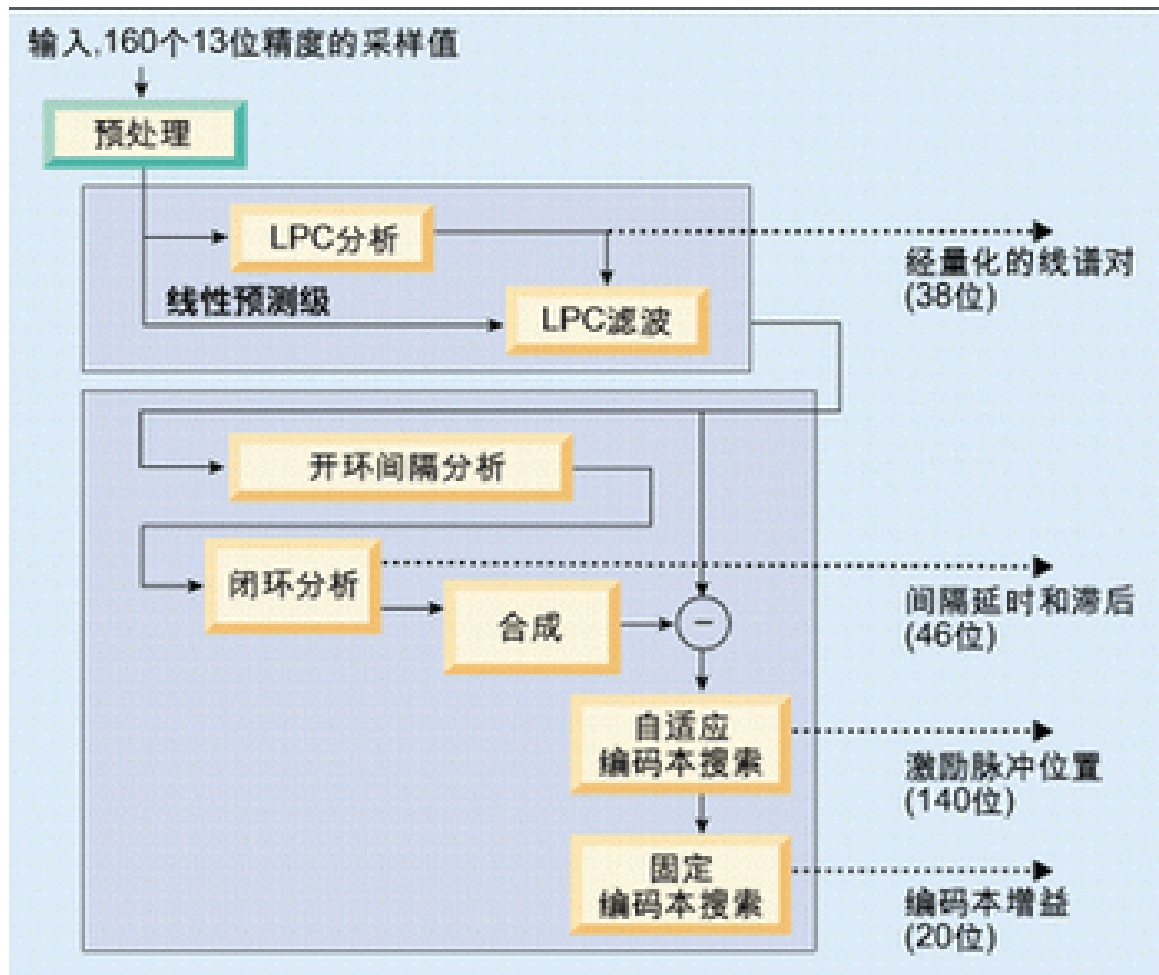 输入,160个13位精度的采样值
预处理
LPC分析
经量化的线谱对
(38位)
线性预测级
LPC滤波
开环间隔分析
闭环分析
合成
间隔延时和滞后
(46位)
自适应
编码本搜索
激励脉冲位置
(140位)
固定
编码本搜索
编码本增益
(20位)